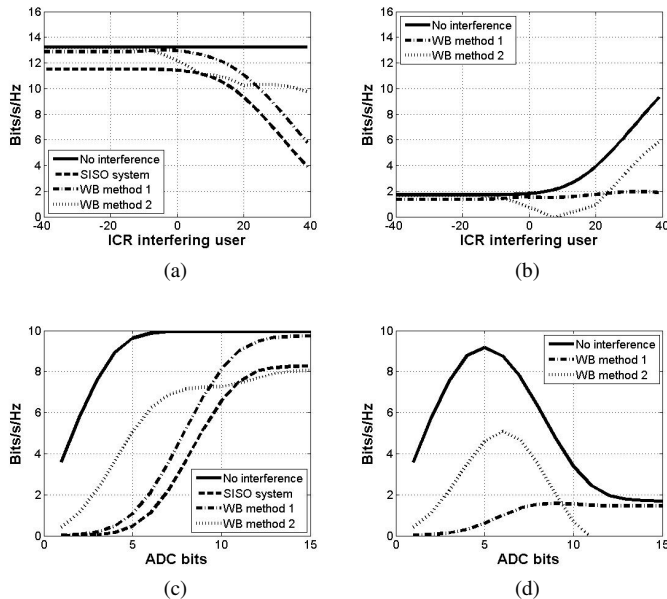 16
14
12
10
8
6
4
2
0
Bits/s/Hz
No interference
SISO system
WB method 1
WB method 2
-40 -20 0 20 40
ICR interfering user
(a)
16
14
12
10
8
6
4
2
0
Bits/s/Hz
No interference
WB method 1
WB method 2
-40 -20 0 20 40
ICR interfering user
(b)
10
8
6
4
2
0
Bits/s/Hz
No interference
SISO system
WB method 1
WB method 2
0 5 10 15
ADC bits
(c)
10
8
6
4
2
0
Bits/s/Hz
No interference
WB method 1
WB method 2
0 5 10 15
ADC bits
(d)